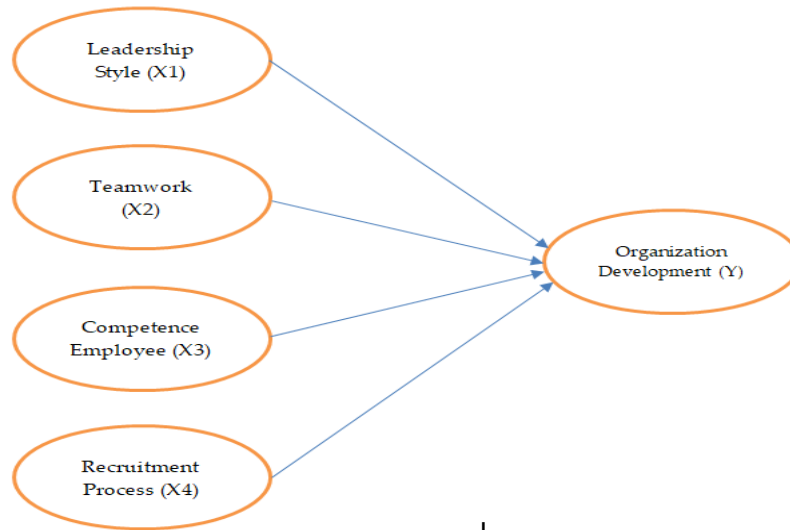 Leadership
Style (X1)
Teamwork
(X2)
Competence
Employee (X3)
Recruitment
Process (X4)
Organization
Development (Y)